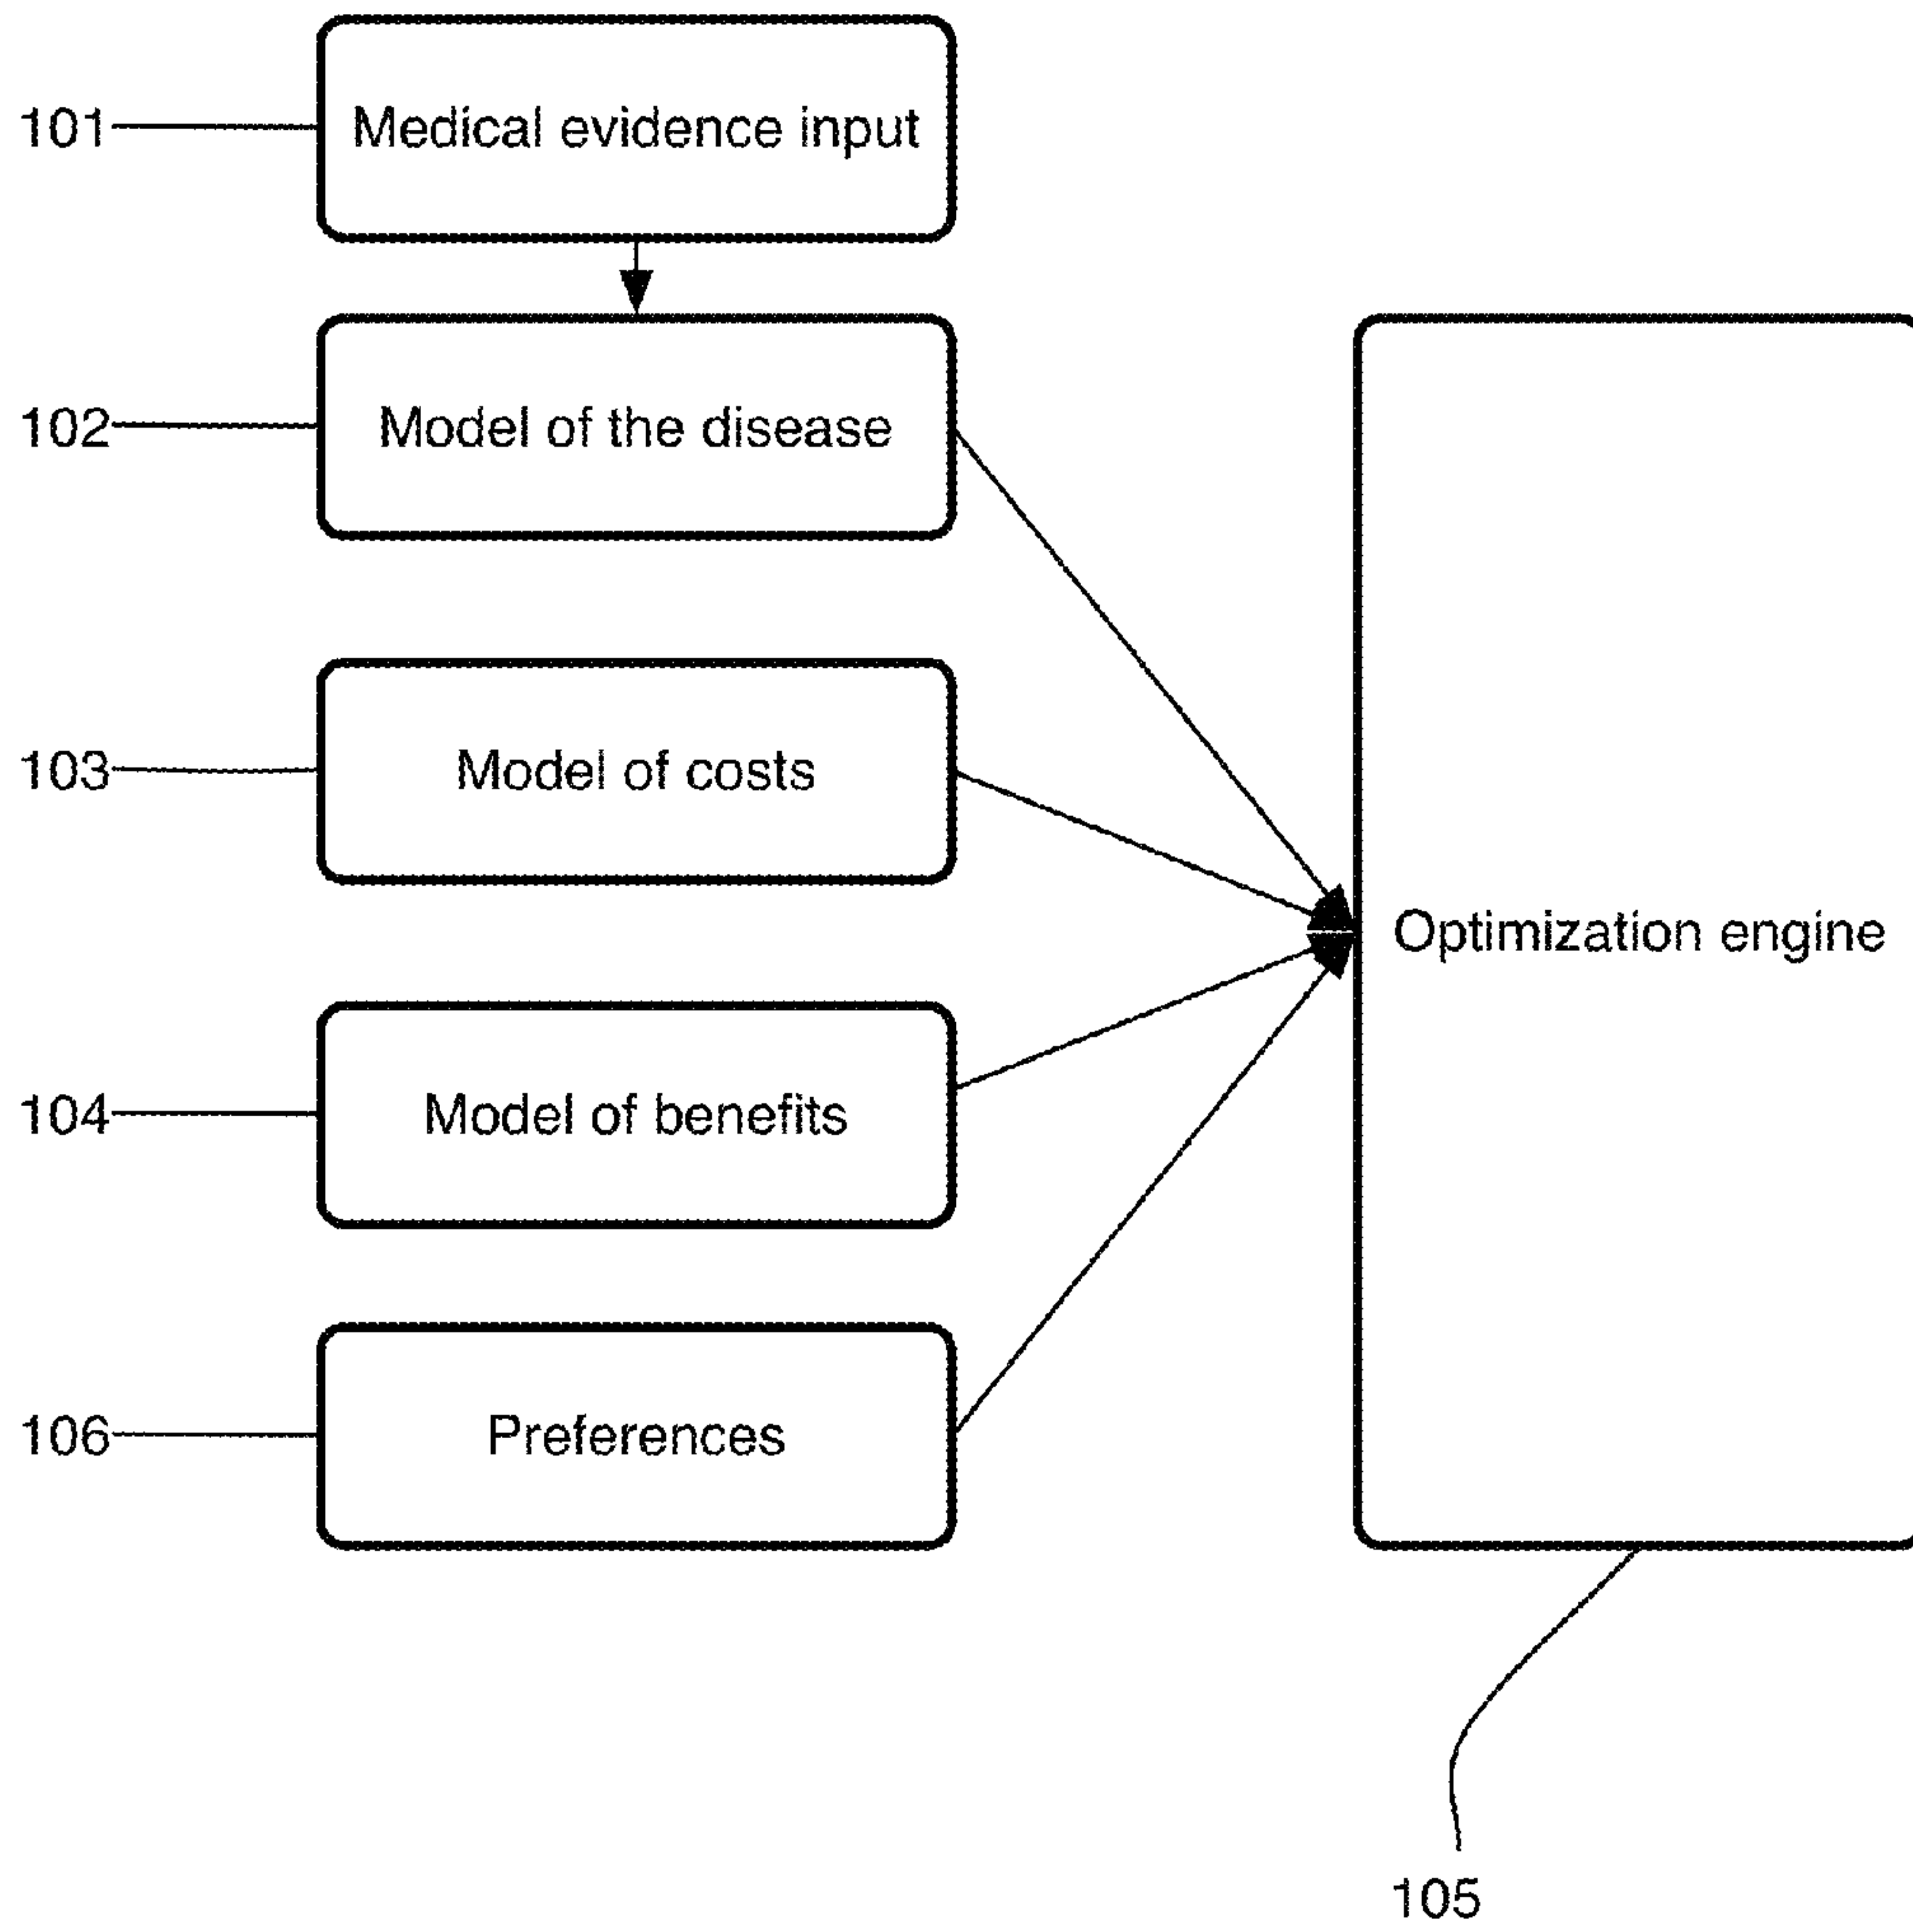 101
Medical evidence input
102
Model of the disease
103
Model of costs
Optimization engine
104
Model of benefits
106
Preferences
105